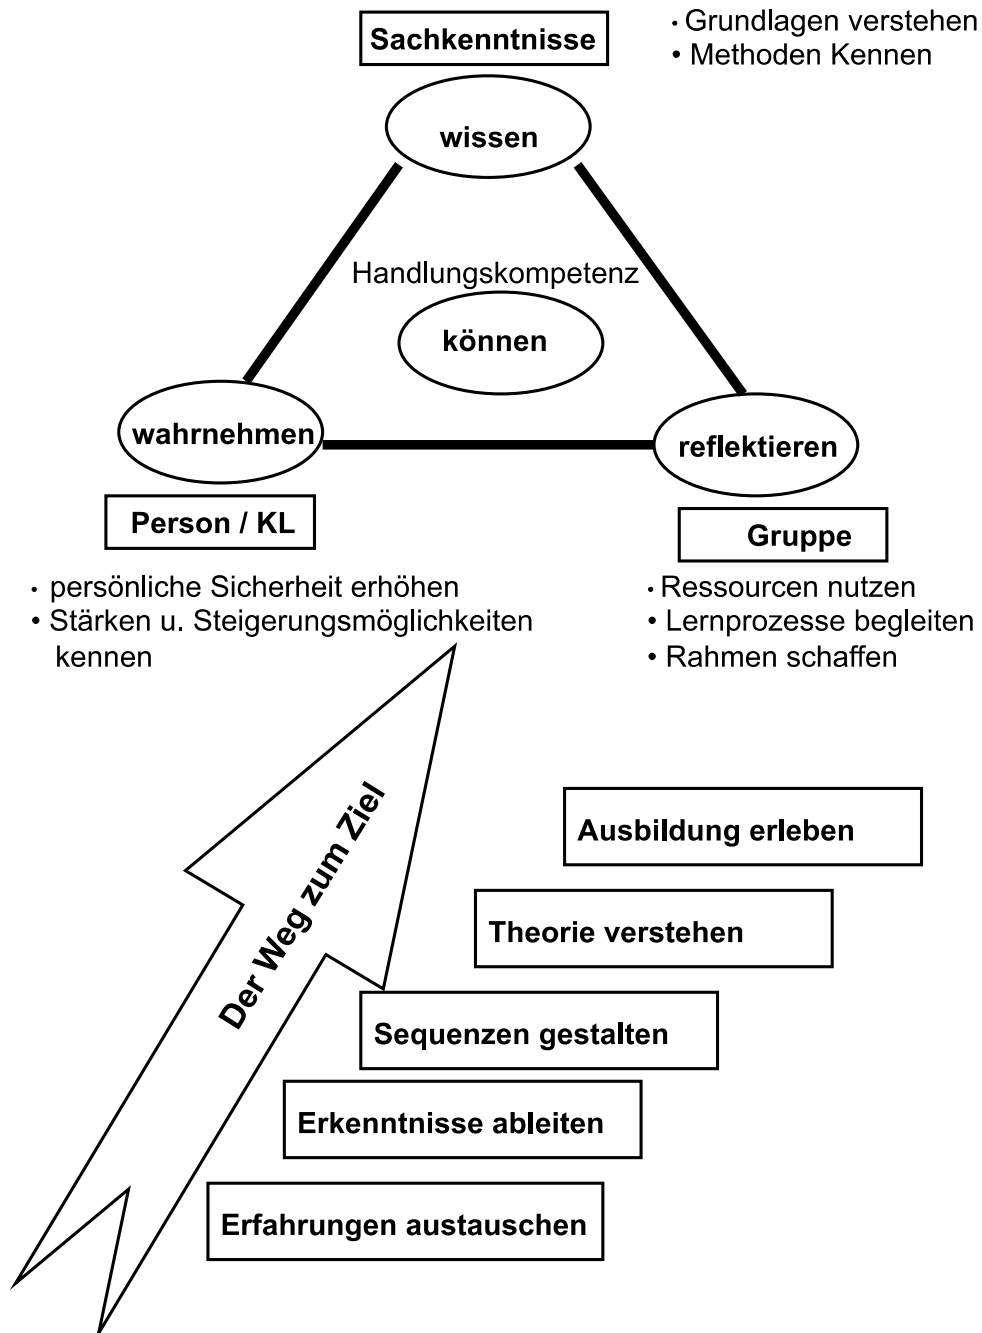 Sachkenntnisse
• Grundlagen verstehen
• Methoden Kennen
wissen
Handlungskompetenz
können
wahrnehmen
reflektieren
Person / KL
Gruppe
• persönliche Sicherheit erhöhen
• Stärken u. Steigerungsmöglichkeiten
kennen
• Ressourcen nutzen
• Lernprozesse begleiten
• Rahmen schaffen
Der Weg zum Ziel
Ausbildung erleben
Theorie verstehen
Sequenzen gestalten
Erkenntnisse ableiten
Erfahrungen austauschen